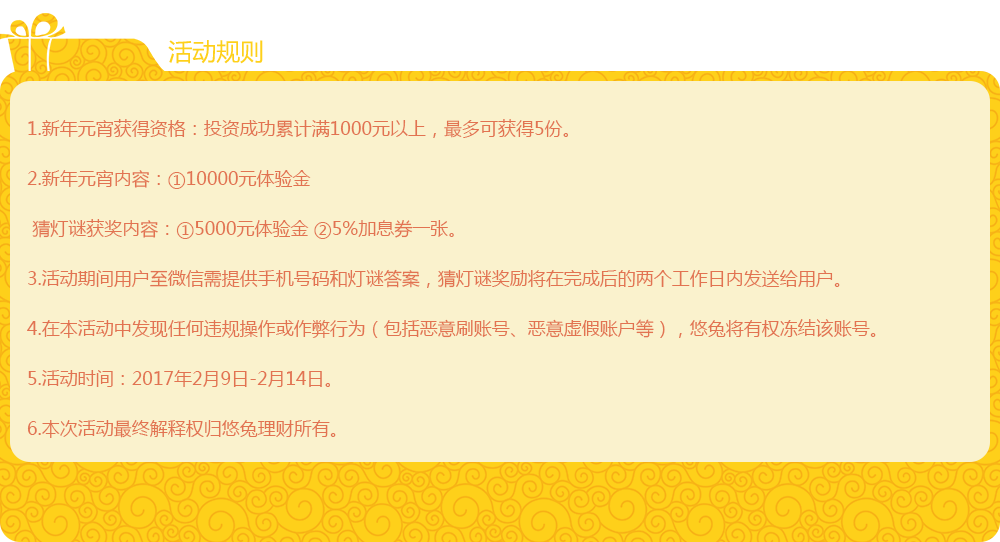 活动规则
1.新年元宵获得资格：投资成功累计满1000元以上，最多可获得5份。
2.新年元宵内容：①10000元体验金
猜灯谜获奖内容：①5000元体验金 ②5%加息券一张。
3.活动期间用户至微信需提供手机号码和灯谜答案，猜灯谜奖励将在完成后的两个工作日内发送给用户。
4.在本活动中发现任何违规操作或作弊行为（包括恶意刷账号、恶意虚假账户等），悠兔将有权冻结该账号。
5.活动时间：2017年2月9日-2月14日。
6.本次活动最终解释权归悠兔理财所有。